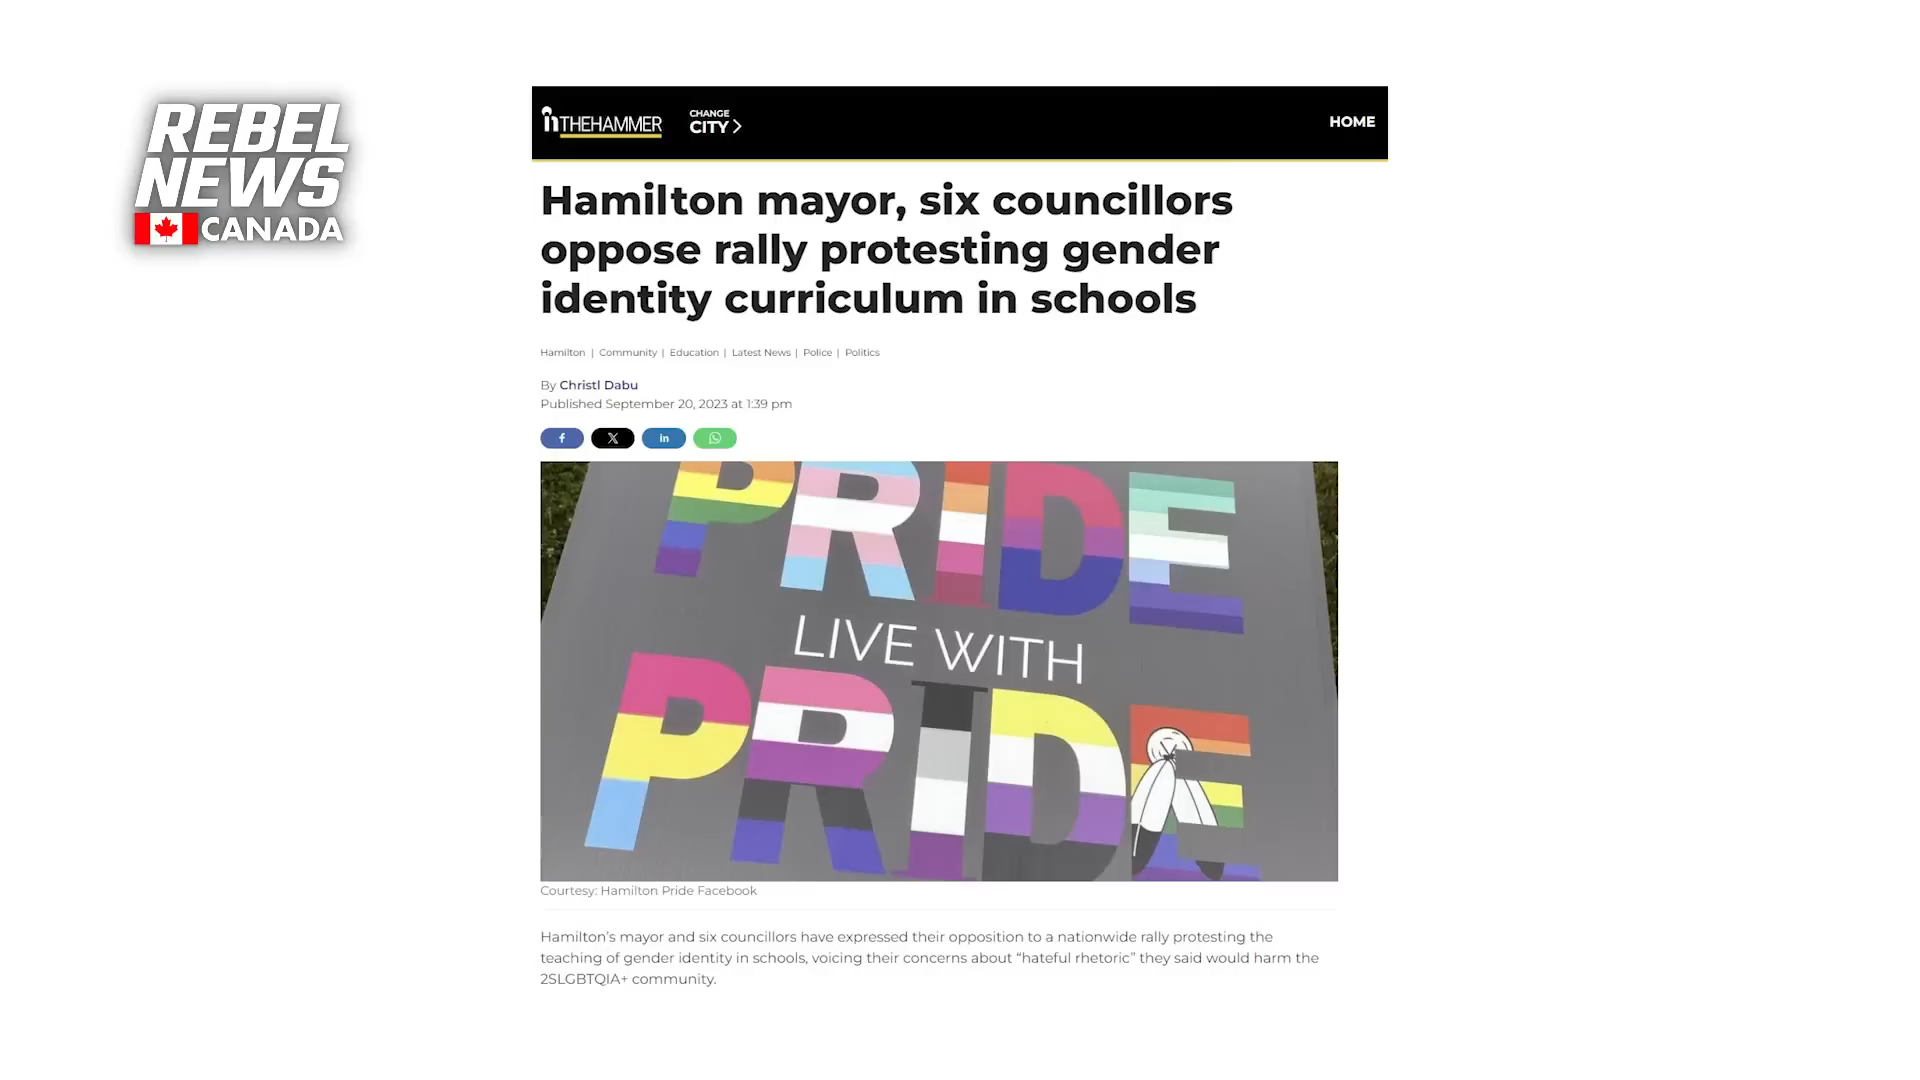 REBEL
NEWS
CANADA
inTHEHAMMER
CHANGE
CITY
HOME
Hamilton mayor, six councillors
oppose rally protesting gender
identity curriculum in schools
Hamilton | Community | Education | Latest News | Police | Politics
By Christl Dabu
Published September 20, 2023 at 1:39 pm
PRIDE
LIVE WITH
PRIDE
Courtesy: Hamilton Pride Facebook
Hamilton's mayor and six councillors have expressed their opposition to a nationwide rally protesting the
teaching of gender identity in schools, voicing their concerns about “hateful rhetoric” they said would harm the
2SLGBTQIA+ community.